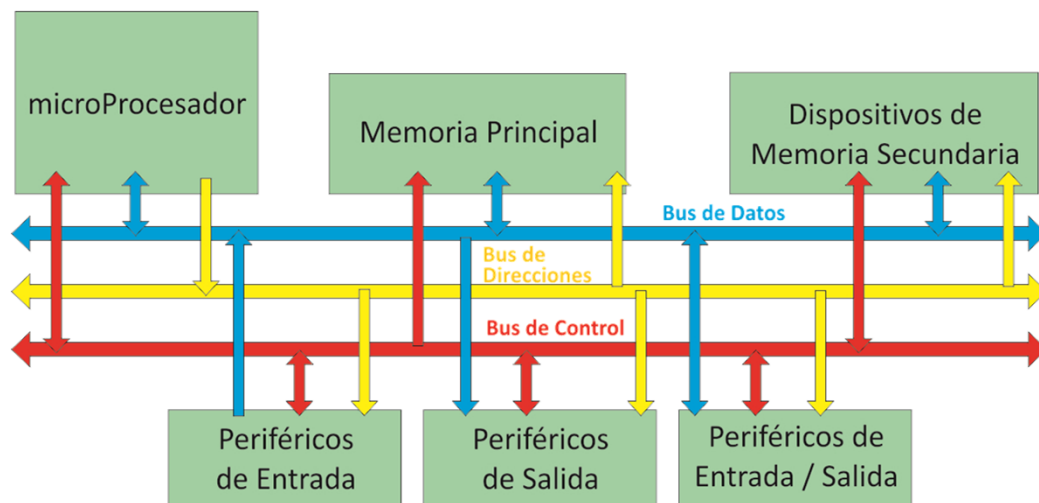 microProcesador
Memoria Principal
Dispositivos de
Memoria Secundaria
Bus de Datos
Bus de
Direcciones
Bus de Control
Periféricos
de Entrada
Periféricos
de Salida
Periféricos de
Entrada / Salida